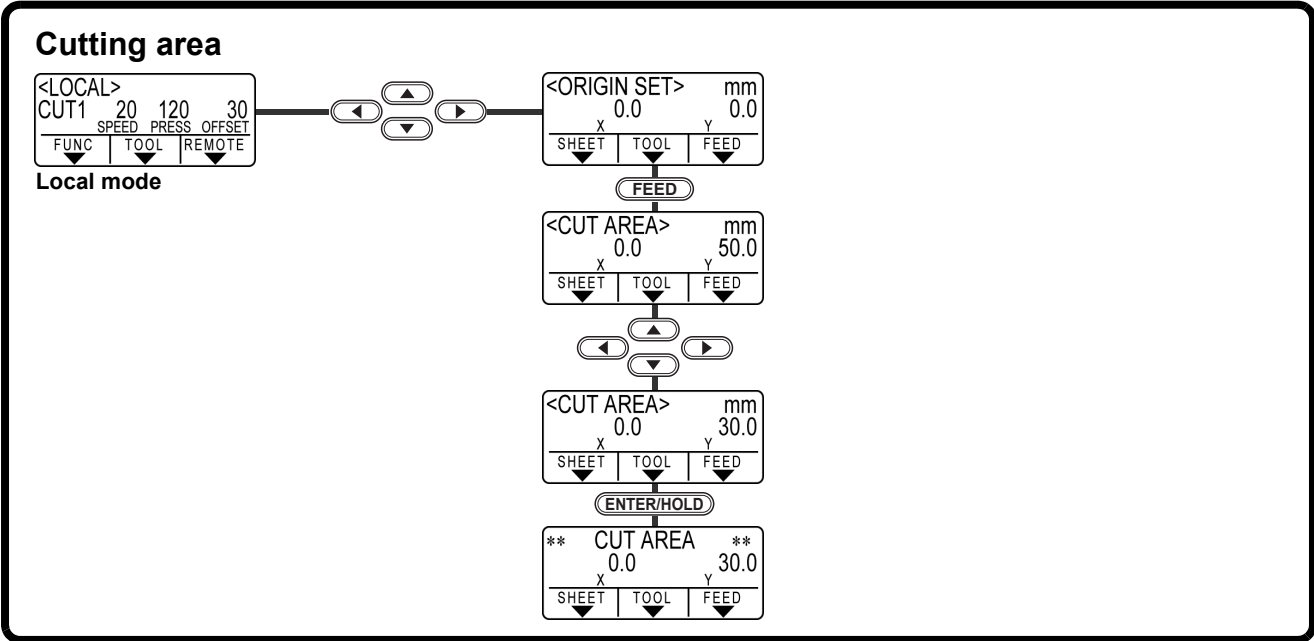 Cutting area
<LOCAL>
CUT1 20 120 30
SPEED PRESS OFFSET
FUNC TOOL REMOTE
Local mode
<ORIGIN SET> mm
0.0 0.0
X Y
SHEET TOOL FEED
FEED
<CUT AREA> mm
0.0 50.0
X Y
SHEET TOOL FEED
<CUT AREA> mm
0.0 30.0
X Y
SHEET TOOL FEED
ENTER/HOLD
** CUT AREA **
0.0 30.0
X Y
SHEET TOOL FEED